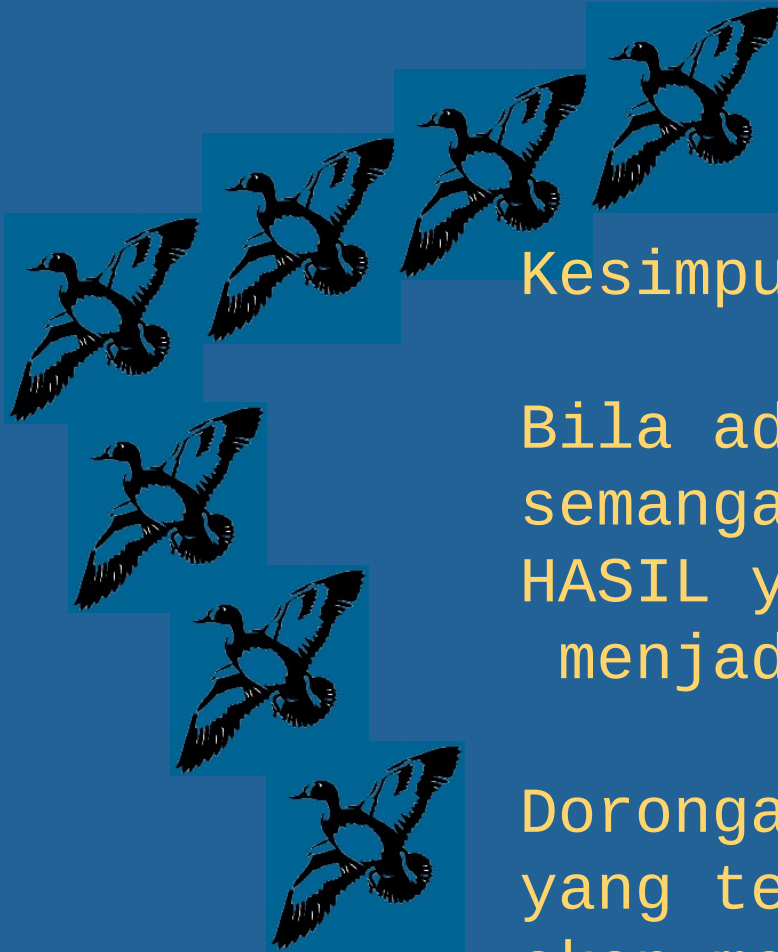 Kesimpu
Bila ad
semanga
HASIL y
menjad
Doronga
yang te